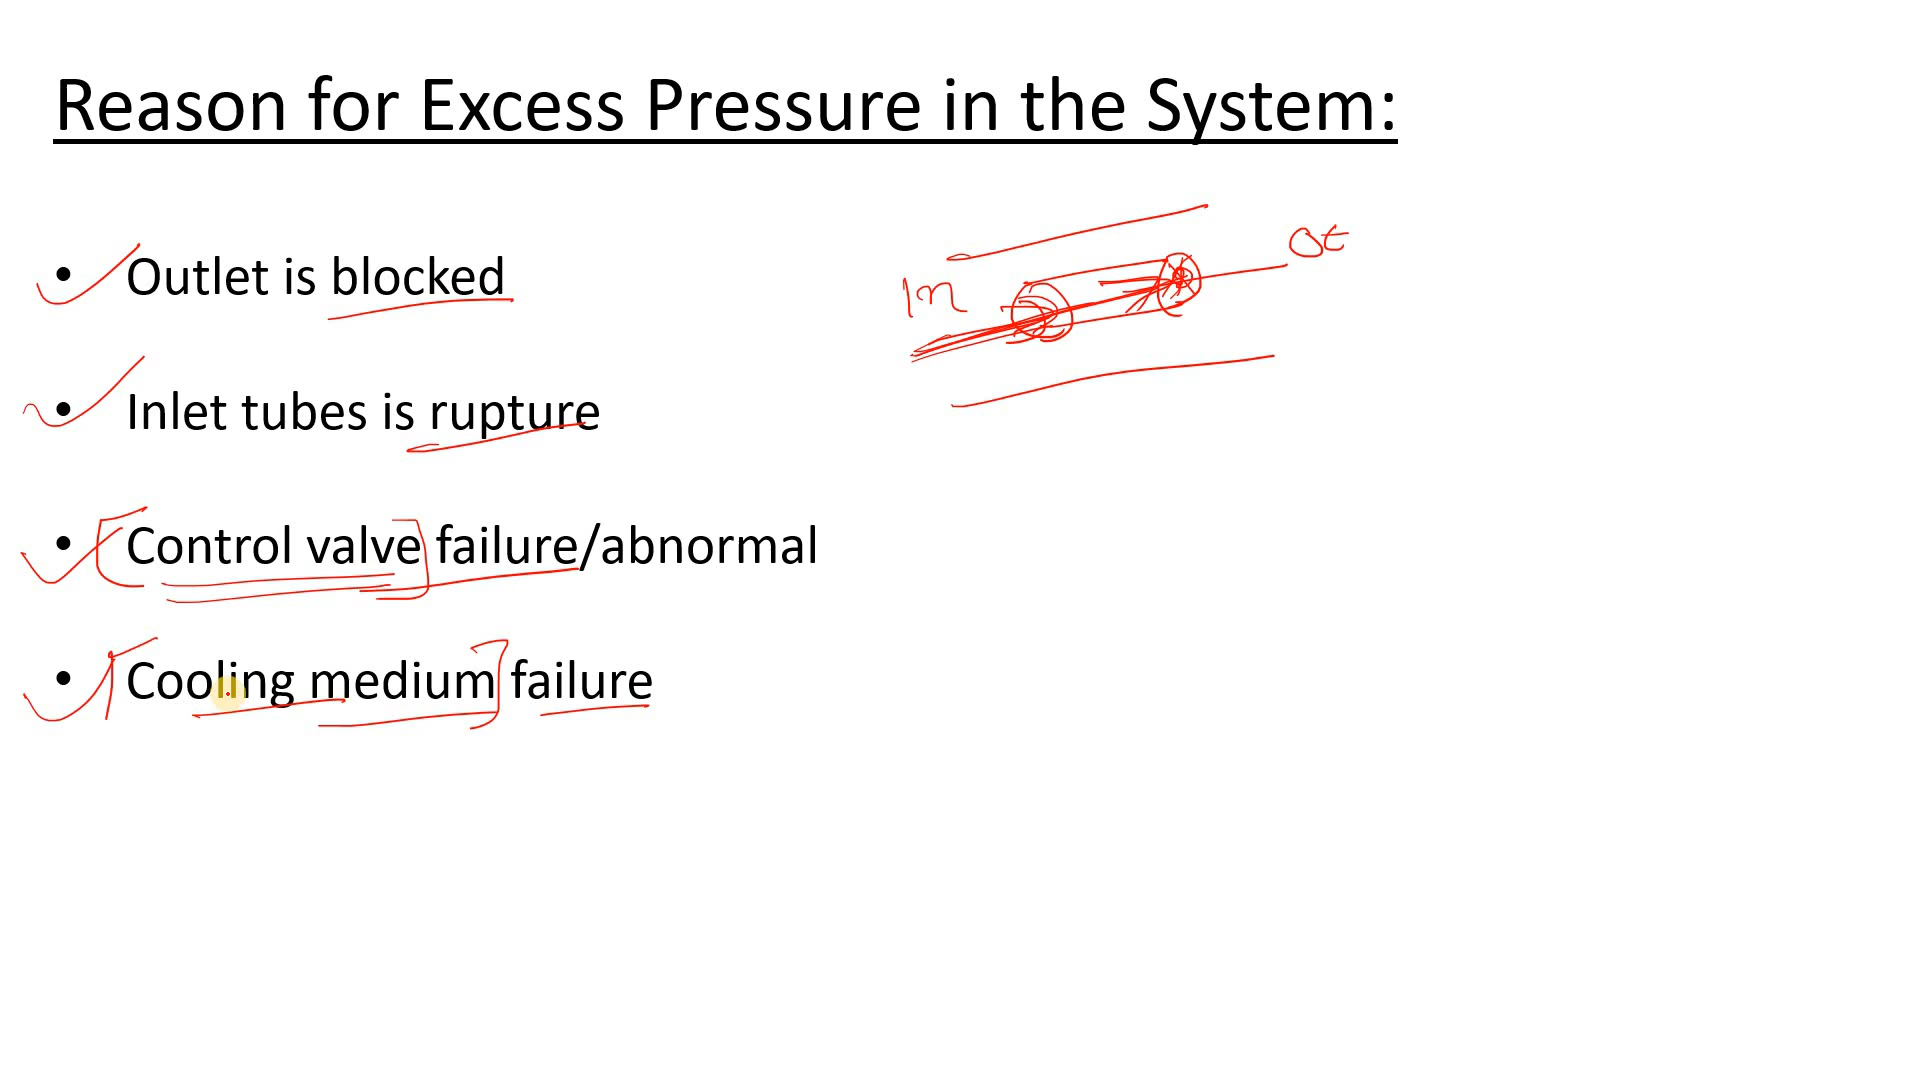 Reason for Excess Pressure in the System:
• Outlet is blocked
• Inlet tubes is rupture
• Control valve failure/abnormal
• Cooling medium failure
In
Ot